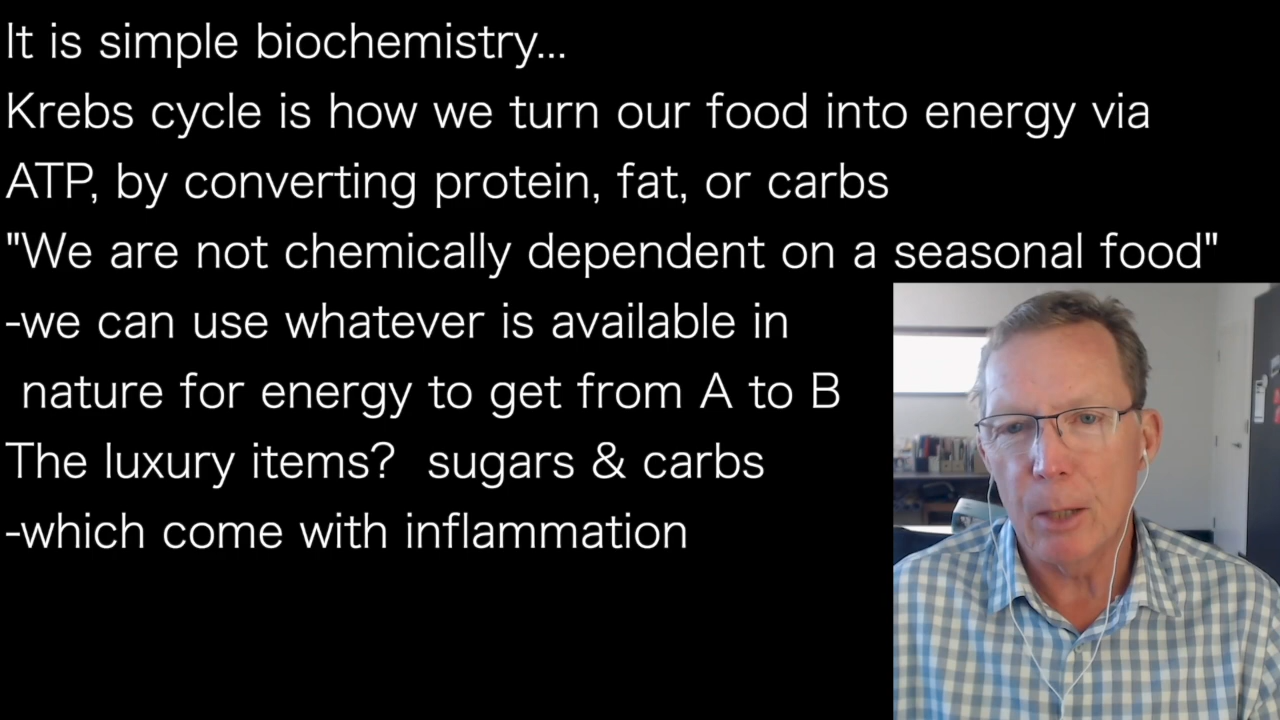 It is simple biochemistry...
Krebs cycle is how we turn our food into energy via
ATP, by converting protein, fat, or carbs
"We are not chemically dependent on a seasonal food"
-we can use whatever is available in
nature for energy to get from A to B
The luxury items?  sugars & carbs
-which come with inflammation